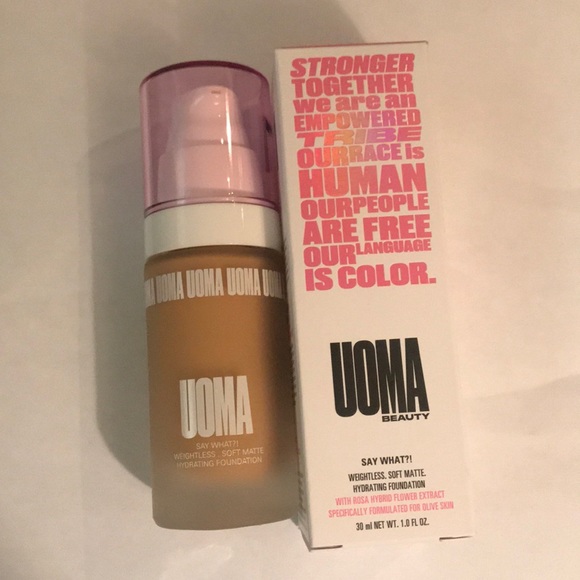 UOMA UOMA UOMA UOMA
UOMA
SAY WHAT?!
WEIGHTLESS. SOFT MATTE
HYDRATING FOUNDATION
STRONGER
TOGETHER
we are an
EMPOWERED
TRIBE
OUR RACE is
HUMAN
OUR PEOPLE
ARE FREE
OUR LANGUAGE
IS COLOR.
UOMA
BEAUTY
SAY WHAT?!
WEIGHTLESS. SOFT MATTE.
HYDRATING FOUNDATION
WITH ROSA HYBRID FLOWER EXTRACT
SPECIFICALLY FORMULATED FOR OLIVE SKIN
30 ml NET WT. 1.0 FL OZ.